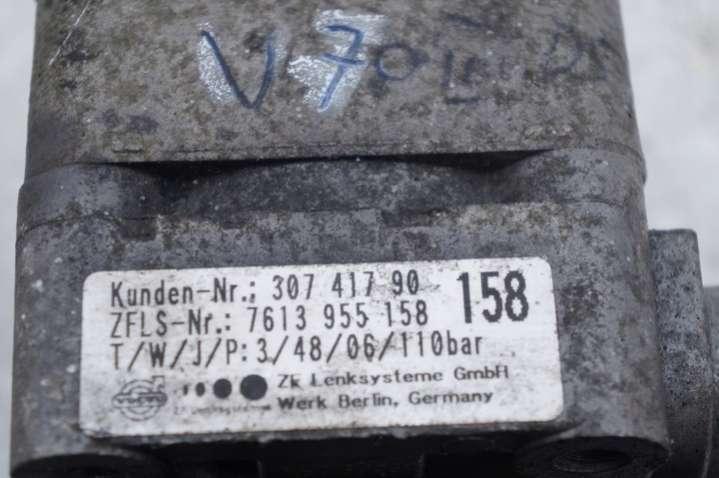 V70
Kunden-Nr.: 307 417 90 158
ZFLS-Nr.: 7613 955 158
T/W/J/P: 3/48/06/110bar
ZF Lenksysteme GmbH
Werk Berlin, Germany